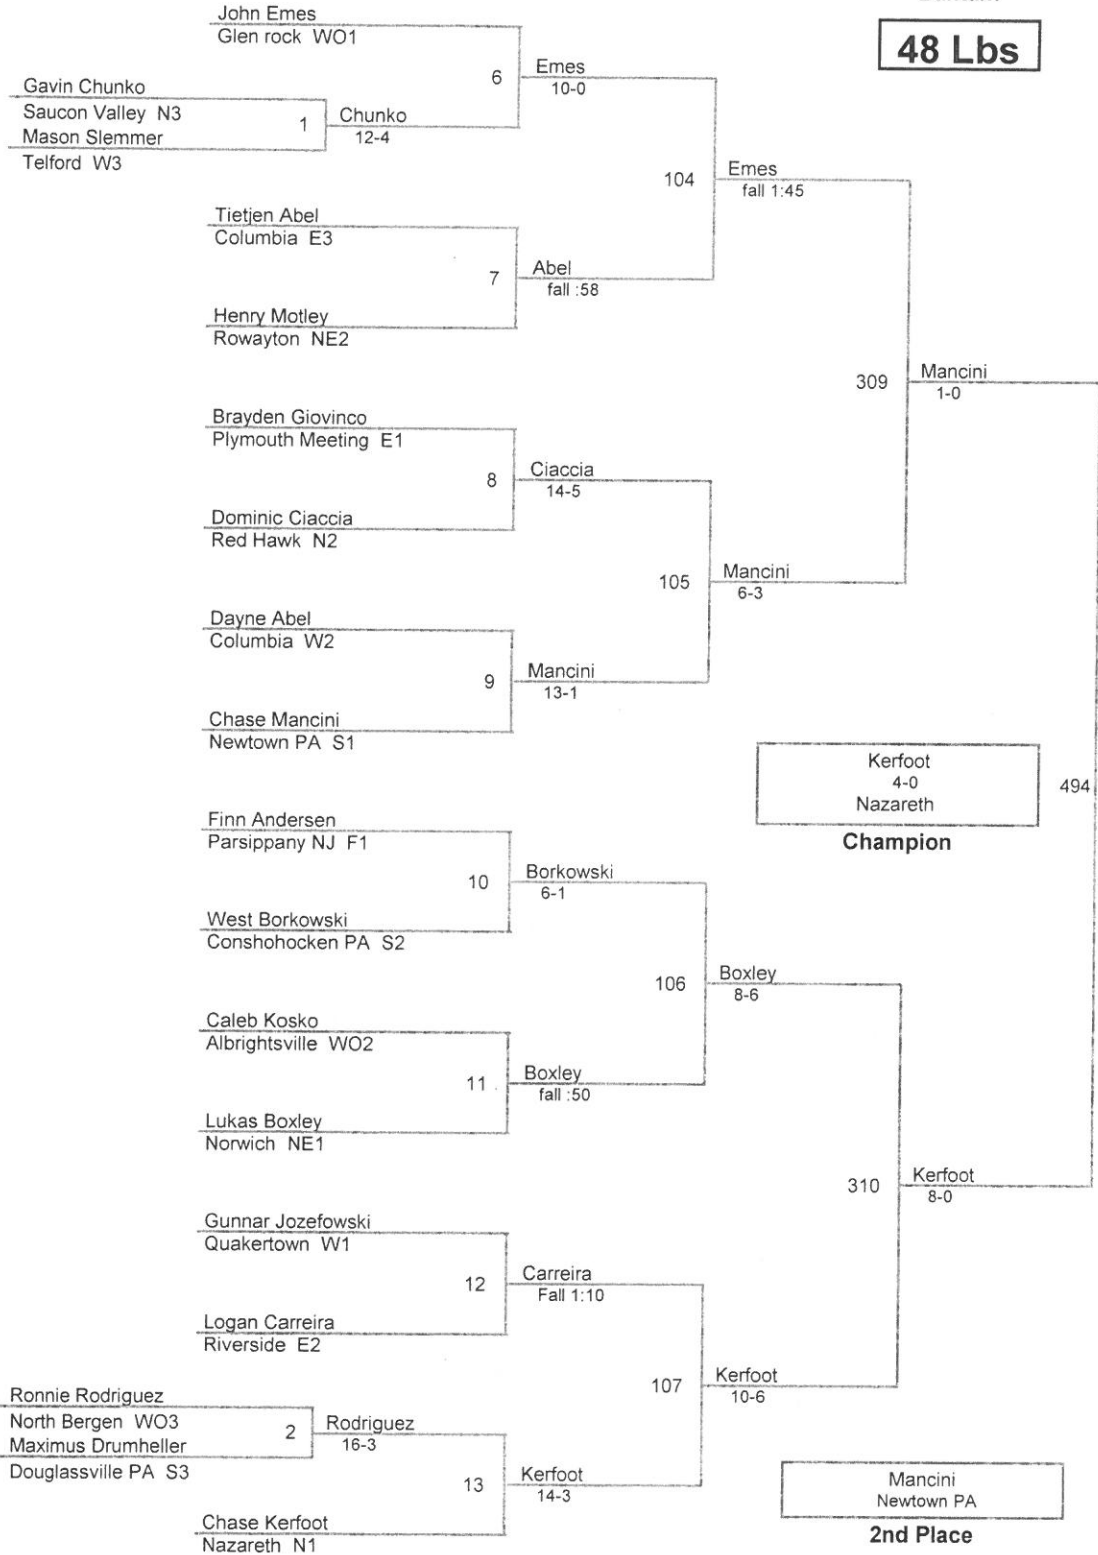 48 Lbs
John Emes
Glen rock WO1
6
Emes
10-0
Gavin Chunko
Saucon Valley N3
1
Chunko
12-4
Mason Slemmer
Telford W3
104
Emes
fall 1:45
Tietjen Abel
Columbia E3
7
Abel
fall :58
Henry Motley
Rowayton NE2
309
Mancini
1-0
Brayden Giovinco
Plymouth Meeting E1
8
Ciaccia
14-5
Dominic Ciaccia
Red Hawk N2
105
Mancini
6-3
Dayne Abel
Columbia W2
9
Mancini
13-1
Chase Mancini
Newtown PA S1
Kerfoot
4-0
Nazareth
494
Champion
Finn Andersen
Parsippany NJ F1
10
Borkowski
6-1
West Borkowski
Conshohocken PA S2
106
Boxley
8-6
Caleb Kosko
Albrightsville WO2
11
Boxley
fall :50
Lukas Boxley
Norwich NE1
310
Kerfoot
8-0
Gunnar Jozefowski
Quakertown W1
12
Carreira
Fall 1:10
Logan Carreira
Riverside E2
107
Kerfoot
10-6
Ronnie Rodriguez
North Bergen WO3
2
Rodriguez
16-3
Maximus Drumheller
Douglassville PA S3
13
Kerfoot
14-3
Chase Kerfoot
Nazareth N1
Mancini
Newtown PA
2nd Place